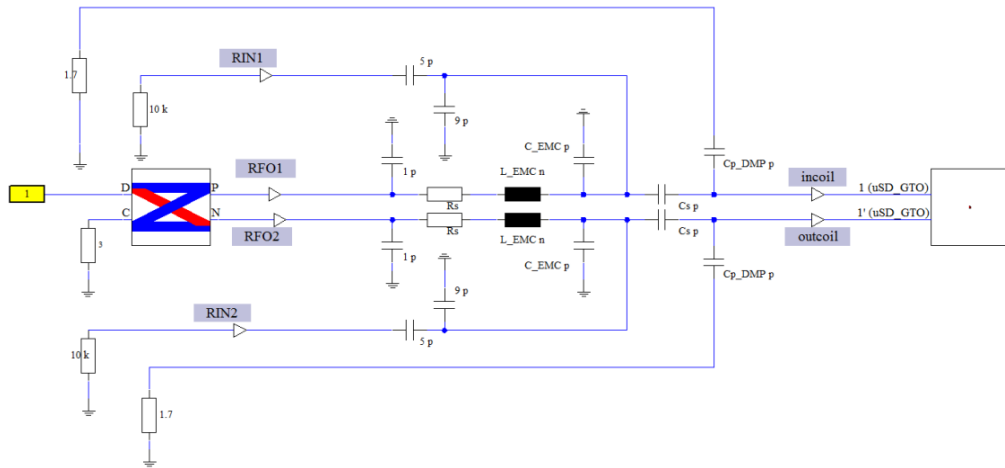 5 p
RIN1
1.7
10 k
9 p
C_EMC p
Cp_DMP p
1 p
L_EMC n
RFO1
incoil
1
D
P
1 (uSD_GTO)
Rs
Cs p
C
N
1' (uSD_GTO)
RFO2
Rs
L_EMC n
Cs p
outcoil
3
1 p
C_EMC p
Cp_DMP p
9 p
RIN2
5 p
10 k
1.7